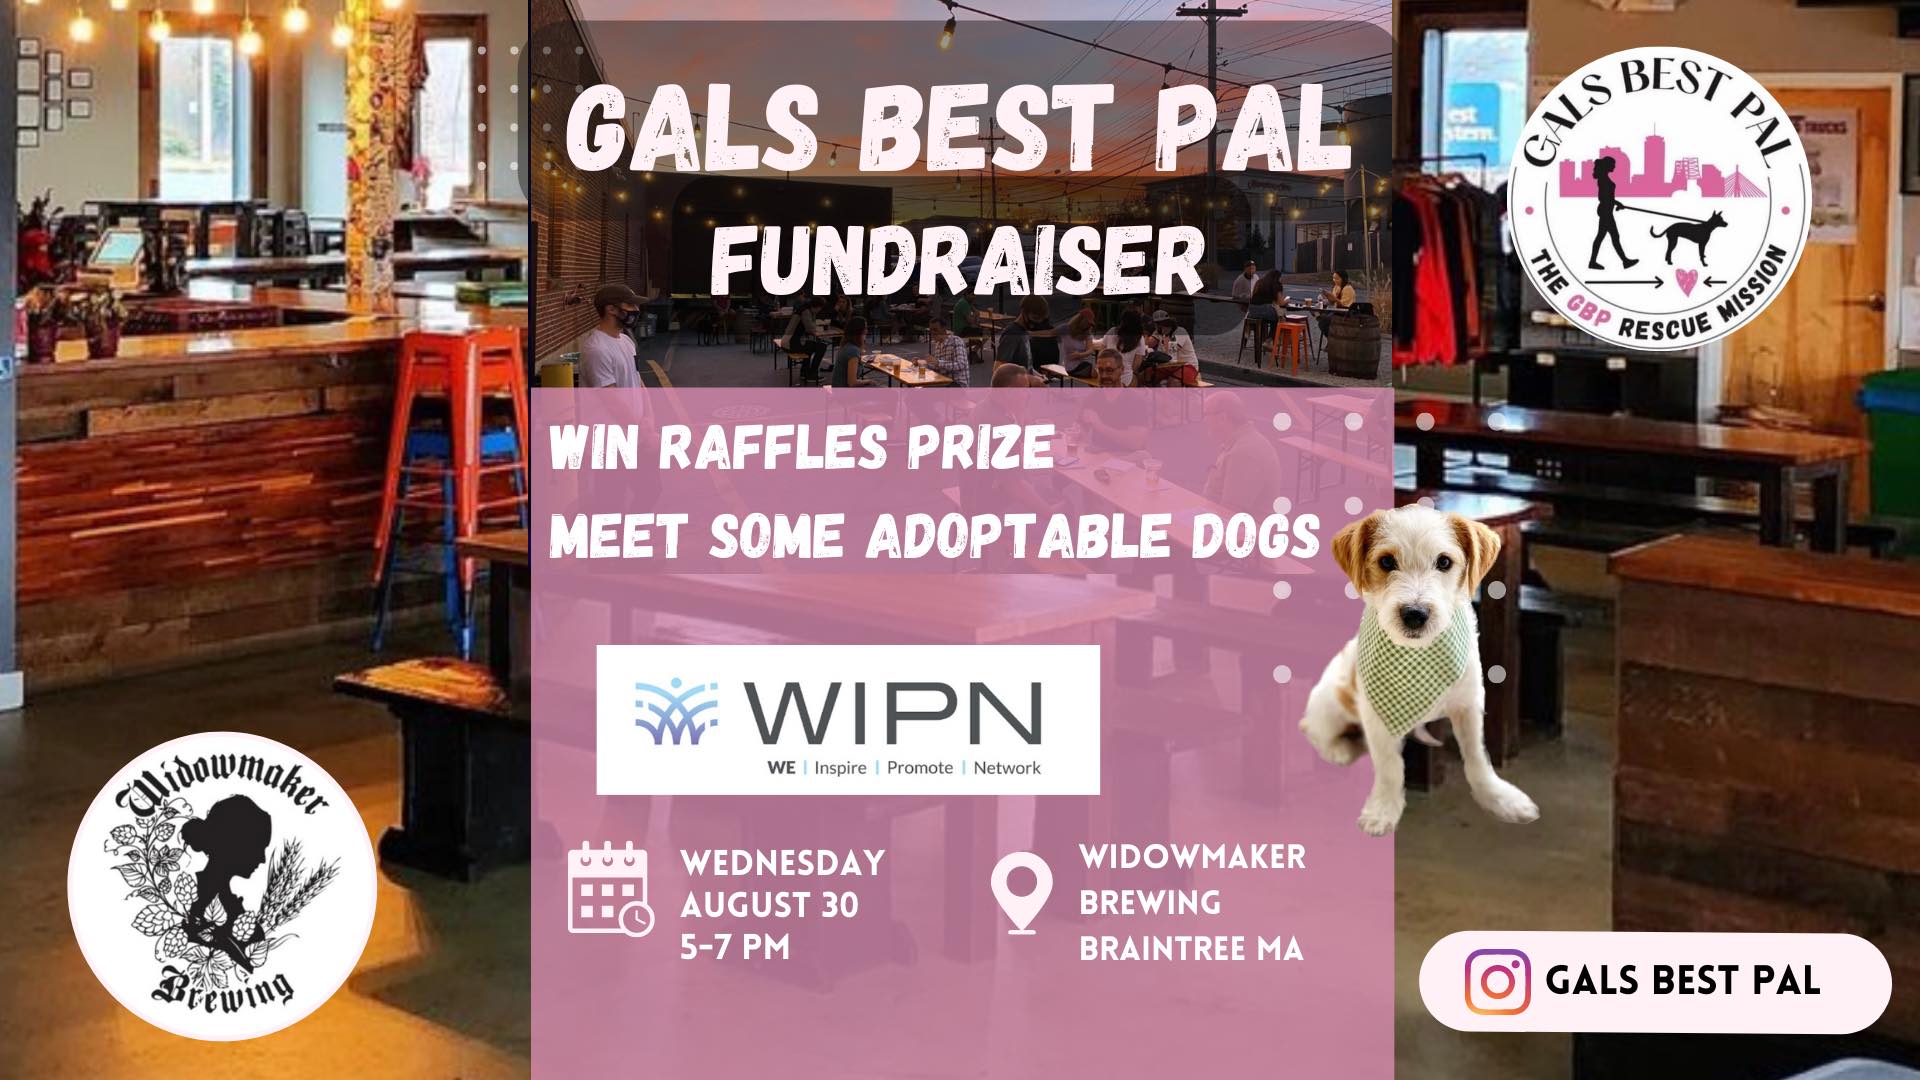 GALS BEST PAL
FUNDRAISER
GALS BEST PAL
THE GBP RESCUE MISSION
WIN RAFFLES PRIZE
MEET SOME ADOPTABLE DOGS
WIPN
WE | Inspire | Promote | Network
Widowmaker
Brewing
WEDNESDAY
AUGUST 30
5-7 PM
WIDOWMAKER
BREWING
BRAINTREE MA
GALS BEST PAL